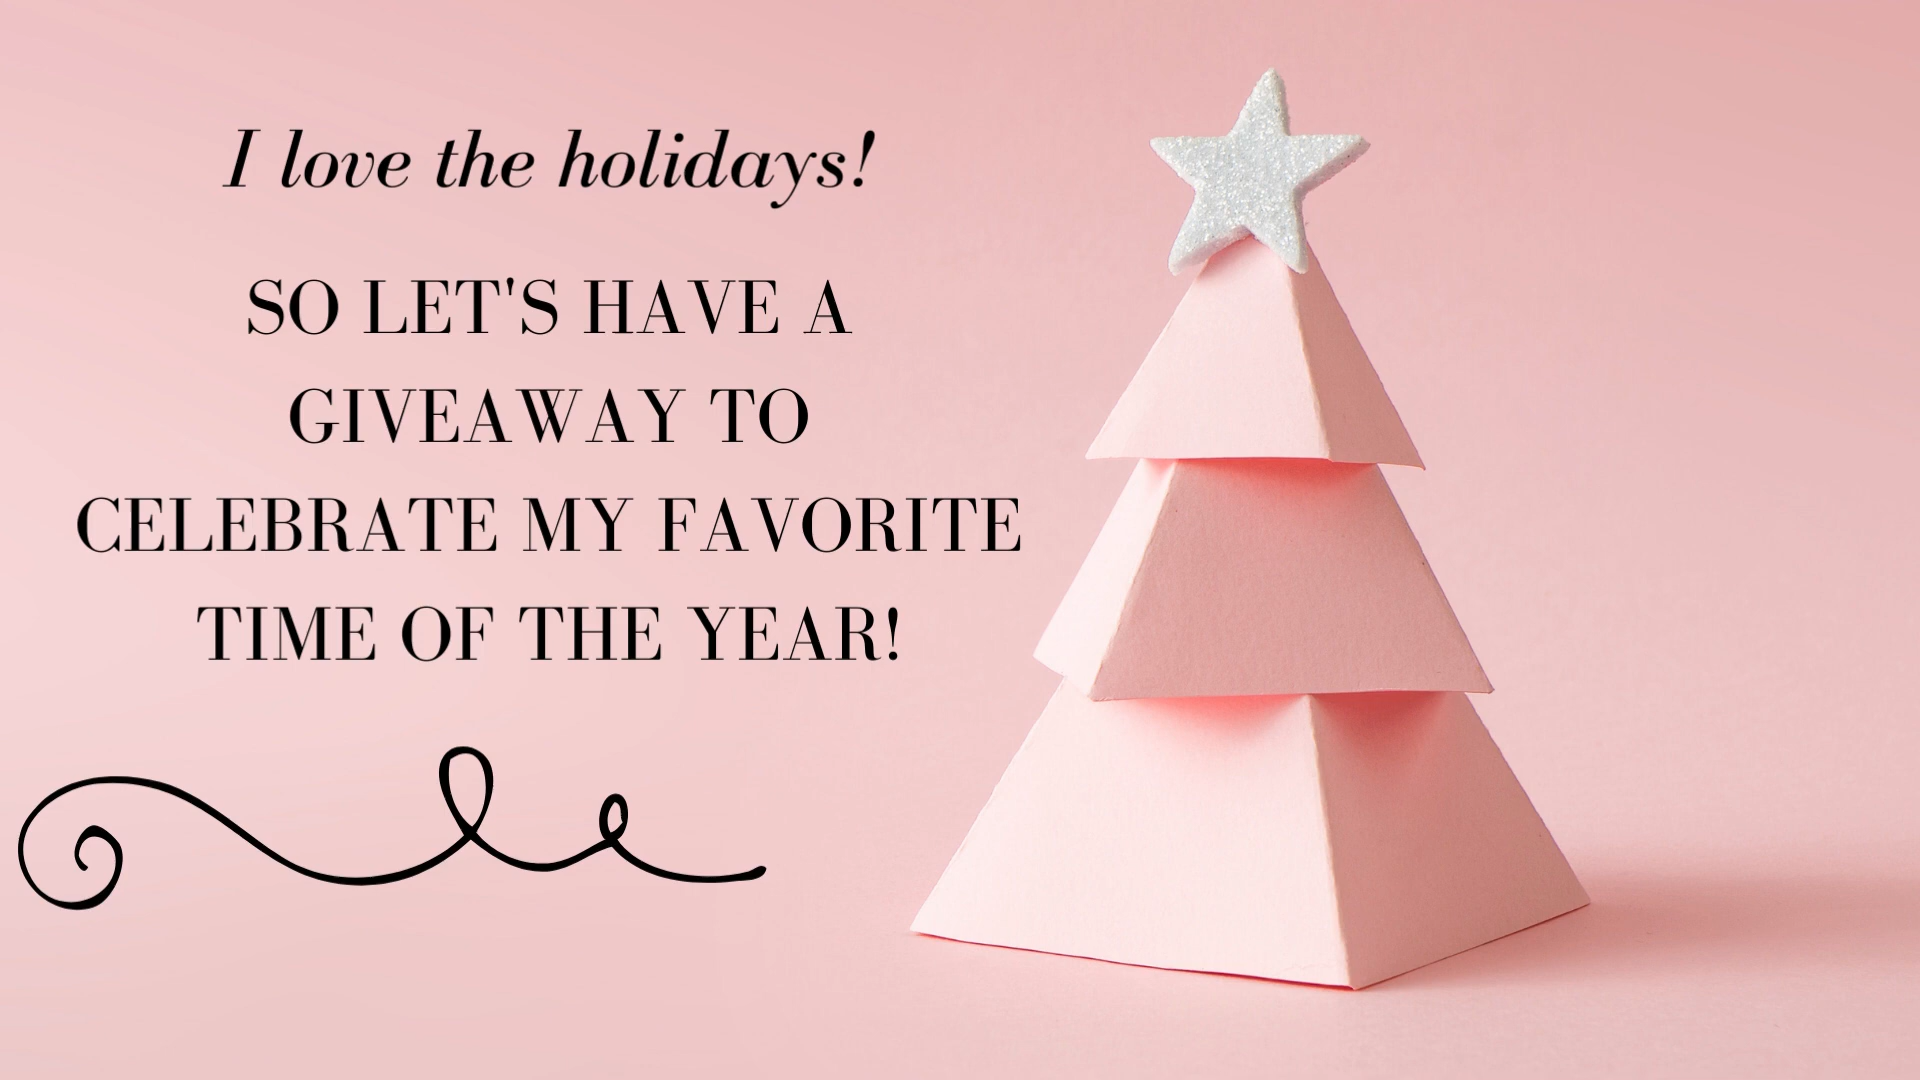 I love the holidays!
SO LET'S HAVE A
GIVEAWAY TO
CELEBRATE MY FAVORITE
TIME OF THE YEAR!